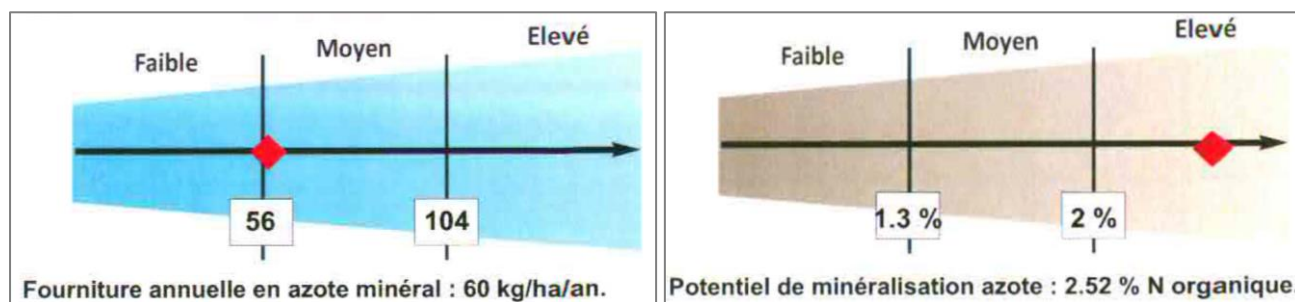 Faible
Moyen
Elevé
56
104
Fourniture annuelle en azote minéral : 60 kg/ha/an.
Faible
Moyen
Elevé
1.3 %
2 %
Potentiel de minéralisation azote : 2.52 % N organique.